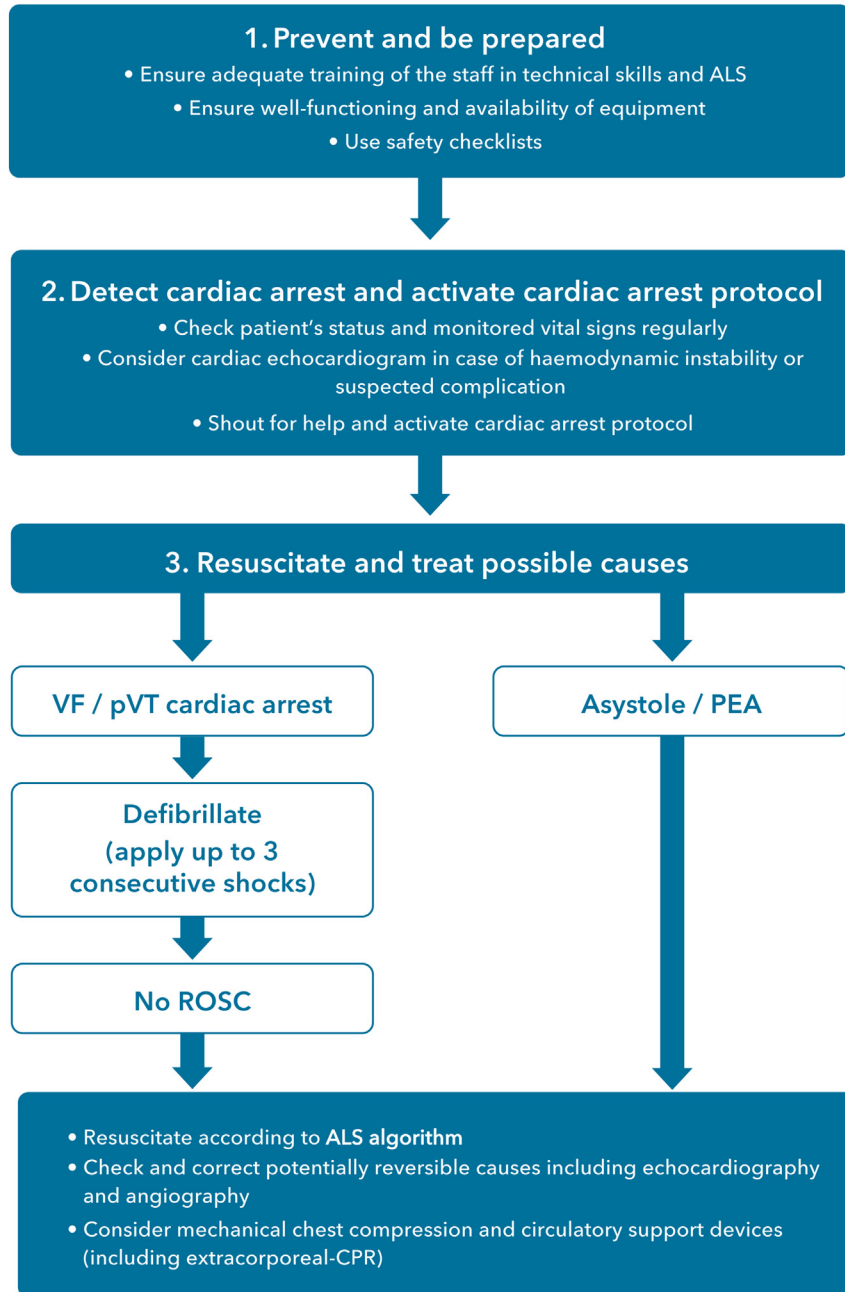 1. Prevent and be prepared
• Ensure adequate training of the staff in technical skills and ALS
• Ensure well-functioning and availability of equipment
• Use safety checklists
2. Detect cardiac arrest and activate cardiac arrest protocol
• Check patient’s status and monitored vital signs regularly
• Consider cardiac echocardiogram in case of haemodynamic instability or
suspected complication
• Shout for help and activate cardiac arrest protocol
3. Resuscitate and treat possible causes
VF / pVT cardiac arrest
Asystole / PEA
Defibrillate
(apply up to 3
consecutive shocks)
No ROSC
• Resuscitate according to ALS algorithm
• Check and correct potentially reversible causes including echocardiography
and angiography
• Consider mechanical chest compression and circulatory support devices
(including extracorporeal-CPR)